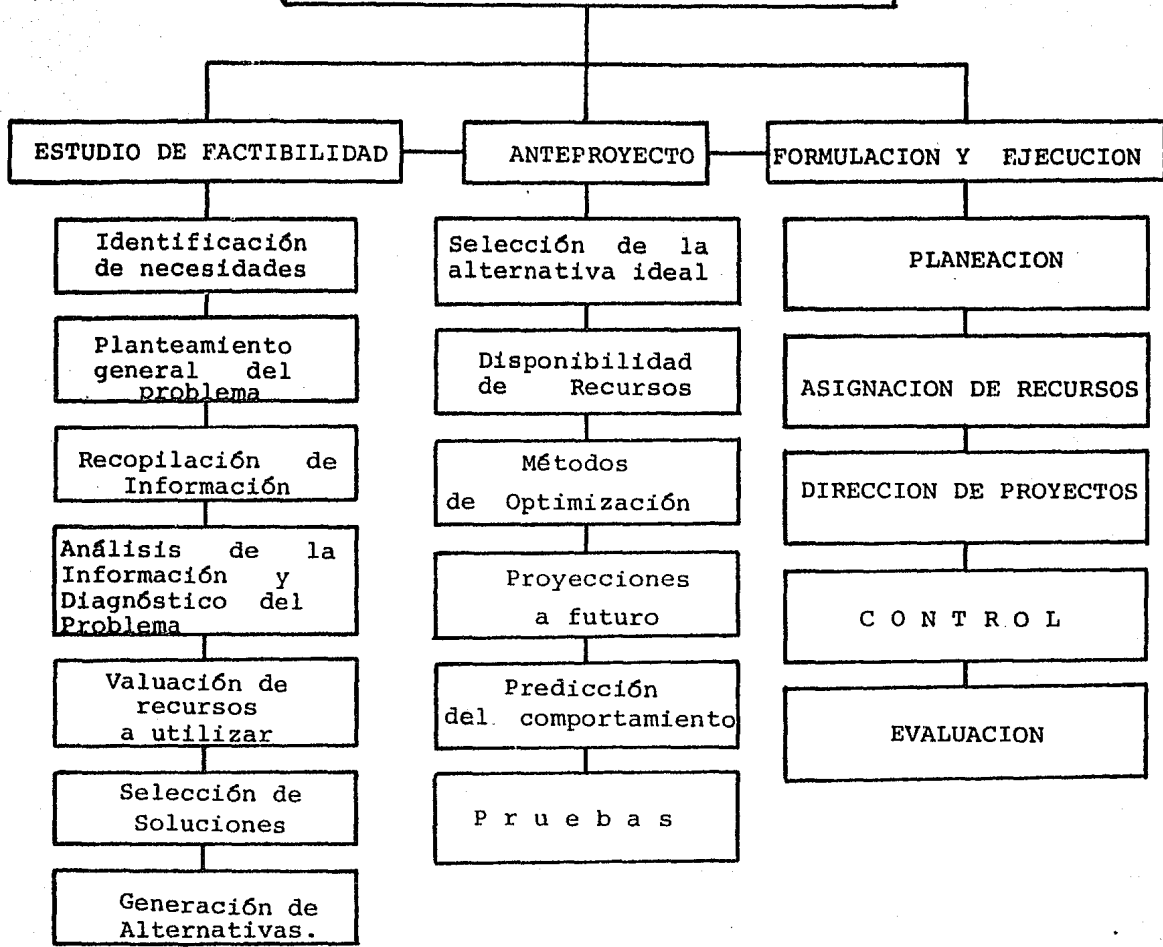 ESTUDIO DE FACTIBILIDAD
Identificación
de necesidades
Planteamiento
general del
problema
Recopilación de
Información
Análisis de la
Información y
Diagnóstico del
Problema
Valuación de
recursos
a utilizar
Selección de
Soluciones
Generación de
Alternativas.
ANTEPROYECTO
Selección de la
alternativa ideal
Disponibilidad
de Recursos
Métodos
de Optimización
Proyecciones
a futuro
Predicción
del comportamiento
P r u e b a s
FORMULACION Y EJECUCION
PLANEACION
ASIGNACION DE RECURSOS
DIRECCION DE PROYECTOS
C O N T R O L
EVALUACION